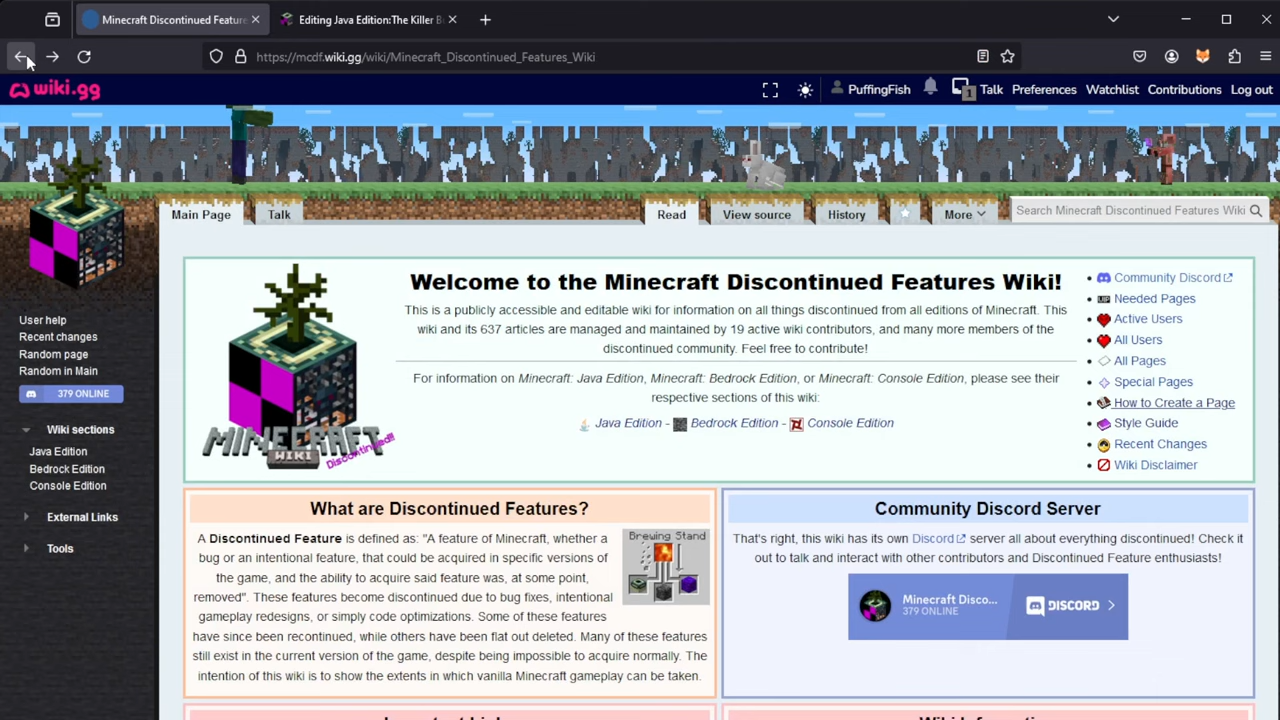 Minecraft Discontinued Feature
Editing Java Edition:The Killer B
https://mcdf.wiki.gg/wiki/Minecraft_Discontinued_Features_Wiki
wiki.gg
PuffingFish
1
Talk
Preferences
Watchlist
Contributions
Log out
Main Page
Talk
Read
View source
History
More
Search Minecraft Discontinued Features Wiki
User help
Recent changes
Random page
Random in Main
379 ONLINE
Wiki sections
Java Edition
Bedrock Edition
Console Edition
External Links
Tools
MINECRAFT
WIKI
Discontinued!!
Welcome to the Minecraft Discontinued Features Wiki!
This is a publicly accessible and editable wiki for information on all things discontinued from all editions of Minecraft. This
wiki and its 637 articles are managed and maintained by 19 active wiki contributors, and many more members of the
discontinued community. Feel free to contribute!
For information on Minecraft: Java Edition, Minecraft: Bedrock Edition, or Minecraft: Console Edition, please see their
respective sections of this wiki:
Java Edition - Bedrock Edition - Console Edition
Community Discord
Needed Pages
Active Users
All Users
All Pages
Special Pages
How to Create a Page
Style Guide
Recent Changes
Wiki Disclaimer
What are Discontinued Features?
A Discontinued Feature is defined as: "A feature of Minecraft, whether a
bug or an intentional feature, that could be acquired in specific versions
of the game, and the ability to acquire said feature was, at some point,
removed". These features become discontinued due to bug fixes, intentional
gameplay redesigns, or simply code optimizations. Some of these features
have since been recontinued, while others have been flat out deleted. Many of these features
still exist in the current version of the game, despite being impossible to acquire normally. The
intention of this wiki is to show the extents in which vanilla Minecraft gameplay can be taken.
Brewing Stand
Community Discord Server
That's right, this wiki has its own Discord server all about everything discontinued! Check it
out to talk and interact with other contributors and Discontinued Feature enthusiasts!
Minecraft Disco...
379 ONLINE
DISCORD